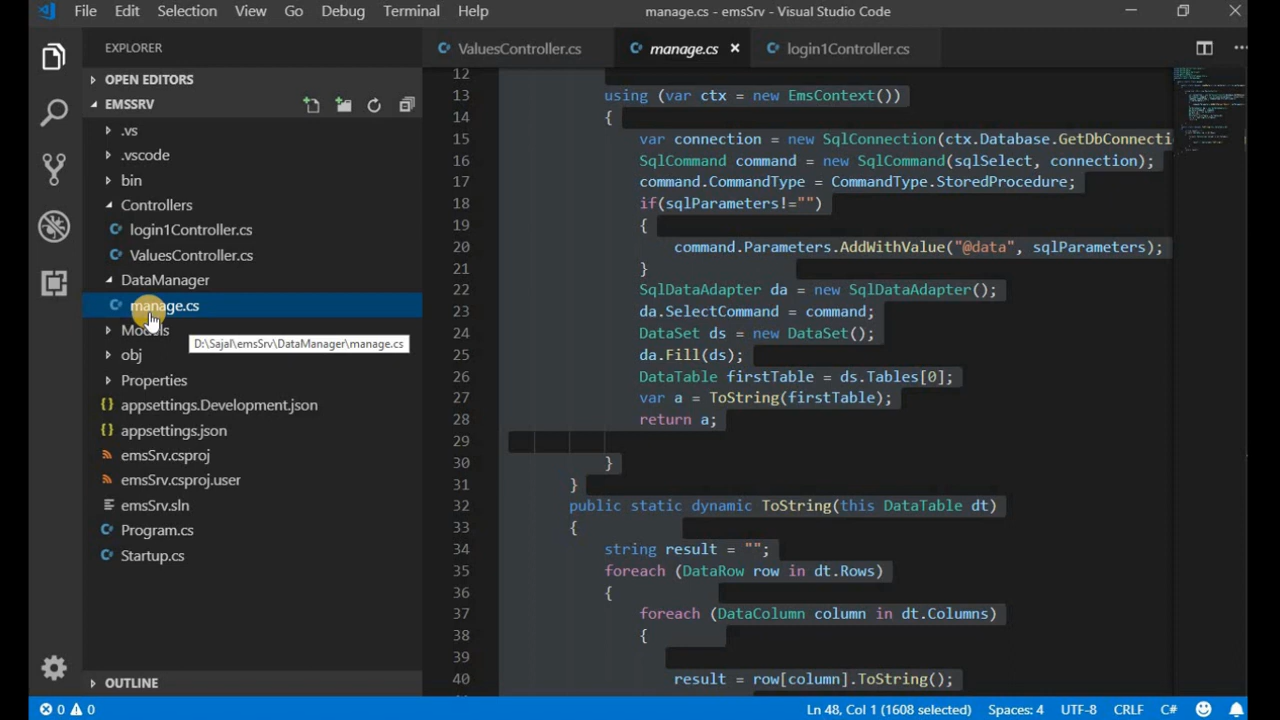 File Edit Selection View Go Debug Terminal Help manage.cs - emsSrv - Visual Studio Code
EXPLORER
OPEN EDITORS
EMSSRV
.vs
.vscode
bin
Controllers
login1Controller.cs
ValuesController.cs
DataManager
manage.cs
Models
D:\Sajal\emsSrv\DataManager\manage.cs
obj
Properties
appsettings.Development.json
appsettings.json
emsSrv.csproj
emsSrv.csproj.user
emsSrv.sln
Program.cs
Startup.cs
OUTLINE
ValuesController.cs manage.cs login1Controller.cs
12
13 using (var ctx = new EmsContext())
14 {
15 var connection = new SqlConnection(ctx.Database.GetDbConnecti
16 SqlCommand command = new SqlCommand(sqlSelect, connection);
17 command.CommandType = CommandType.StoredProcedure;
18 if(sqlParameters!="")
19 {
20 command.Parameters.AddWithValue("@data", sqlParameters);
21 }
22 SqlDataAdapter da = new SqlDataAdapter();
23 da.SelectCommand = command;
24 DataSet ds = new DataSet();
25 da.Fill(ds);
26 DataTable firstTable = ds.Tables[0];
27 var a = ToString(firstTable);
28 return a;
29
30 }
31 }
32 public static dynamic ToString(this DataTable dt)
33 {
34 string result = "";
35 foreach (DataRow row in dt.Rows)
36 {
37 foreach (DataColumn column in dt.Columns)
38 {
39
40 result = row[column].ToString();
0 0 Ln 48, Col 1 (1608 selected) Spaces: 4 UTF-8 CRLF C#